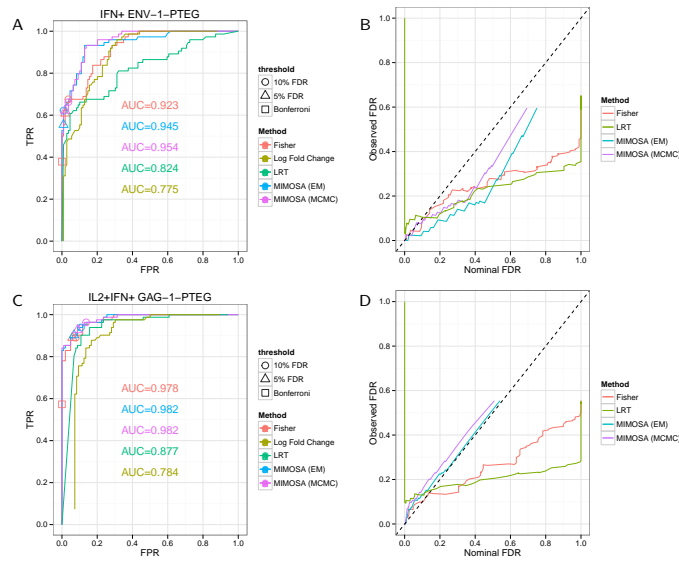 A
IFN+ ENV−1−PTEG
1.0
0.8
0.6
0.4
0.2
0.0
TPR
0.0 0.2 0.4 0.6 0.8 1.0
FPR
AUC=0.923
AUC=0.945
AUC=0.954
AUC=0.824
AUC=0.775
threshold
10% FDR
5% FDR
Bonferroni
Method
Fisher
Log Fold Change
LRT
MIMOSA (EM)
MIMOSA (MCMC)
B
1.0
0.8
0.6
0.4
0.2
0.0
Observed FDR
0.0 0.2 0.4 0.6 0.8 1.0
Nominal FDR
Method
Fisher
LRT
MIMOSA (EM)
MIMOSA (MCMC)
C
IL2+IFN+ GAG−1−PTEG
1.0
0.8
0.6
0.4
0.2
0.0
TPR
0.0 0.2 0.4 0.6 0.8 1.0
FPR
AUC=0.978
AUC=0.982
AUC=0.982
AUC=0.877
AUC=0.784
threshold
10% FDR
5% FDR
Bonferroni
Method
Fisher
Log Fold Change
LRT
MIMOSA (EM)
MIMOSA (MCMC)
D
1.0
0.8
0.6
0.4
0.2
0.0
Observed FDR
0.0 0.2 0.4 0.6 0.8 1.0
Nominal FDR
Method
Fisher
LRT
MIMOSA (EM)
MIMOSA (MCMC)